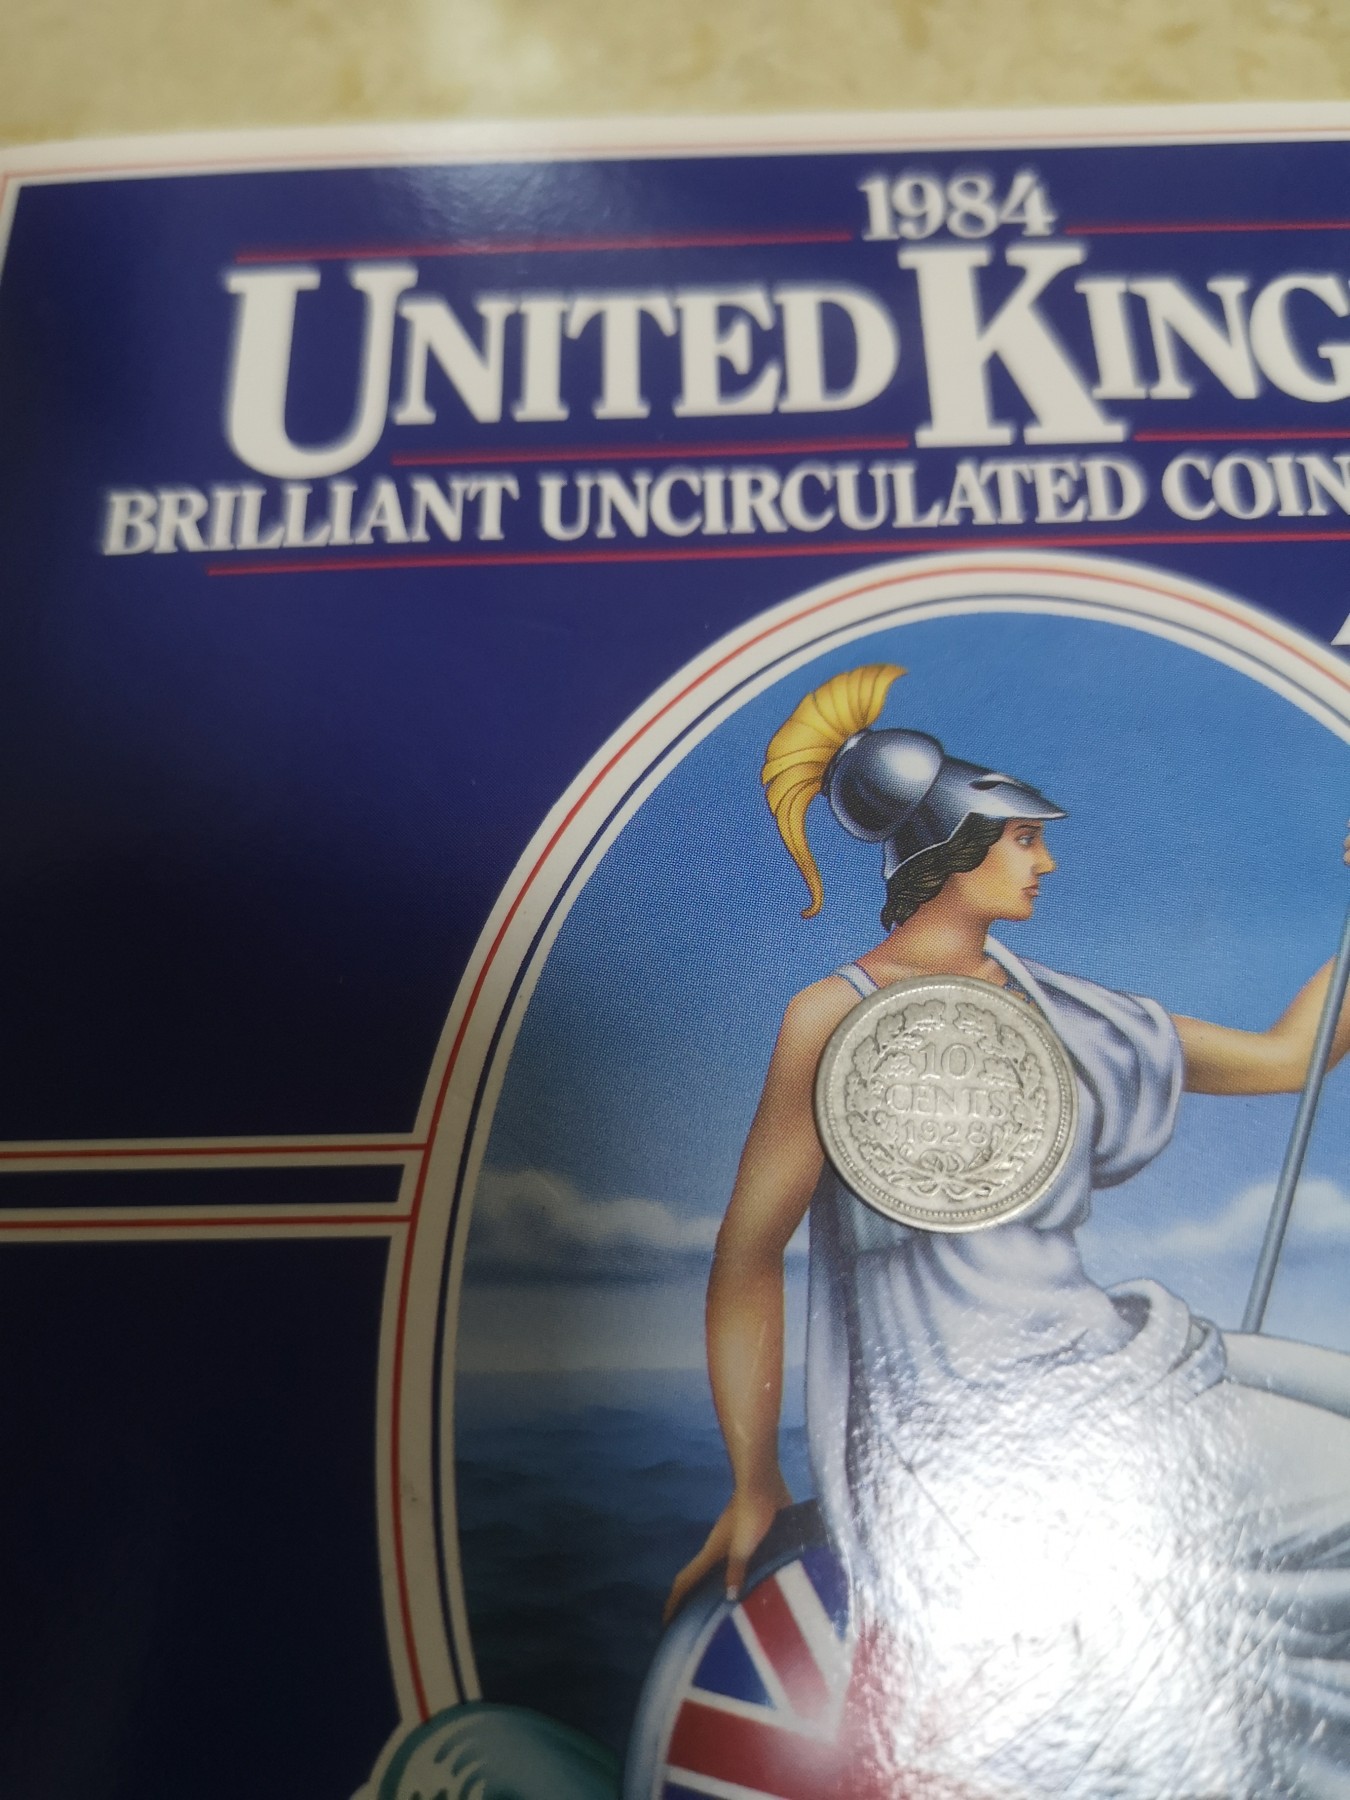 1984
UNITED KING
BRILLIANT UNCIRCULATED COIN
10
CENTS
1928